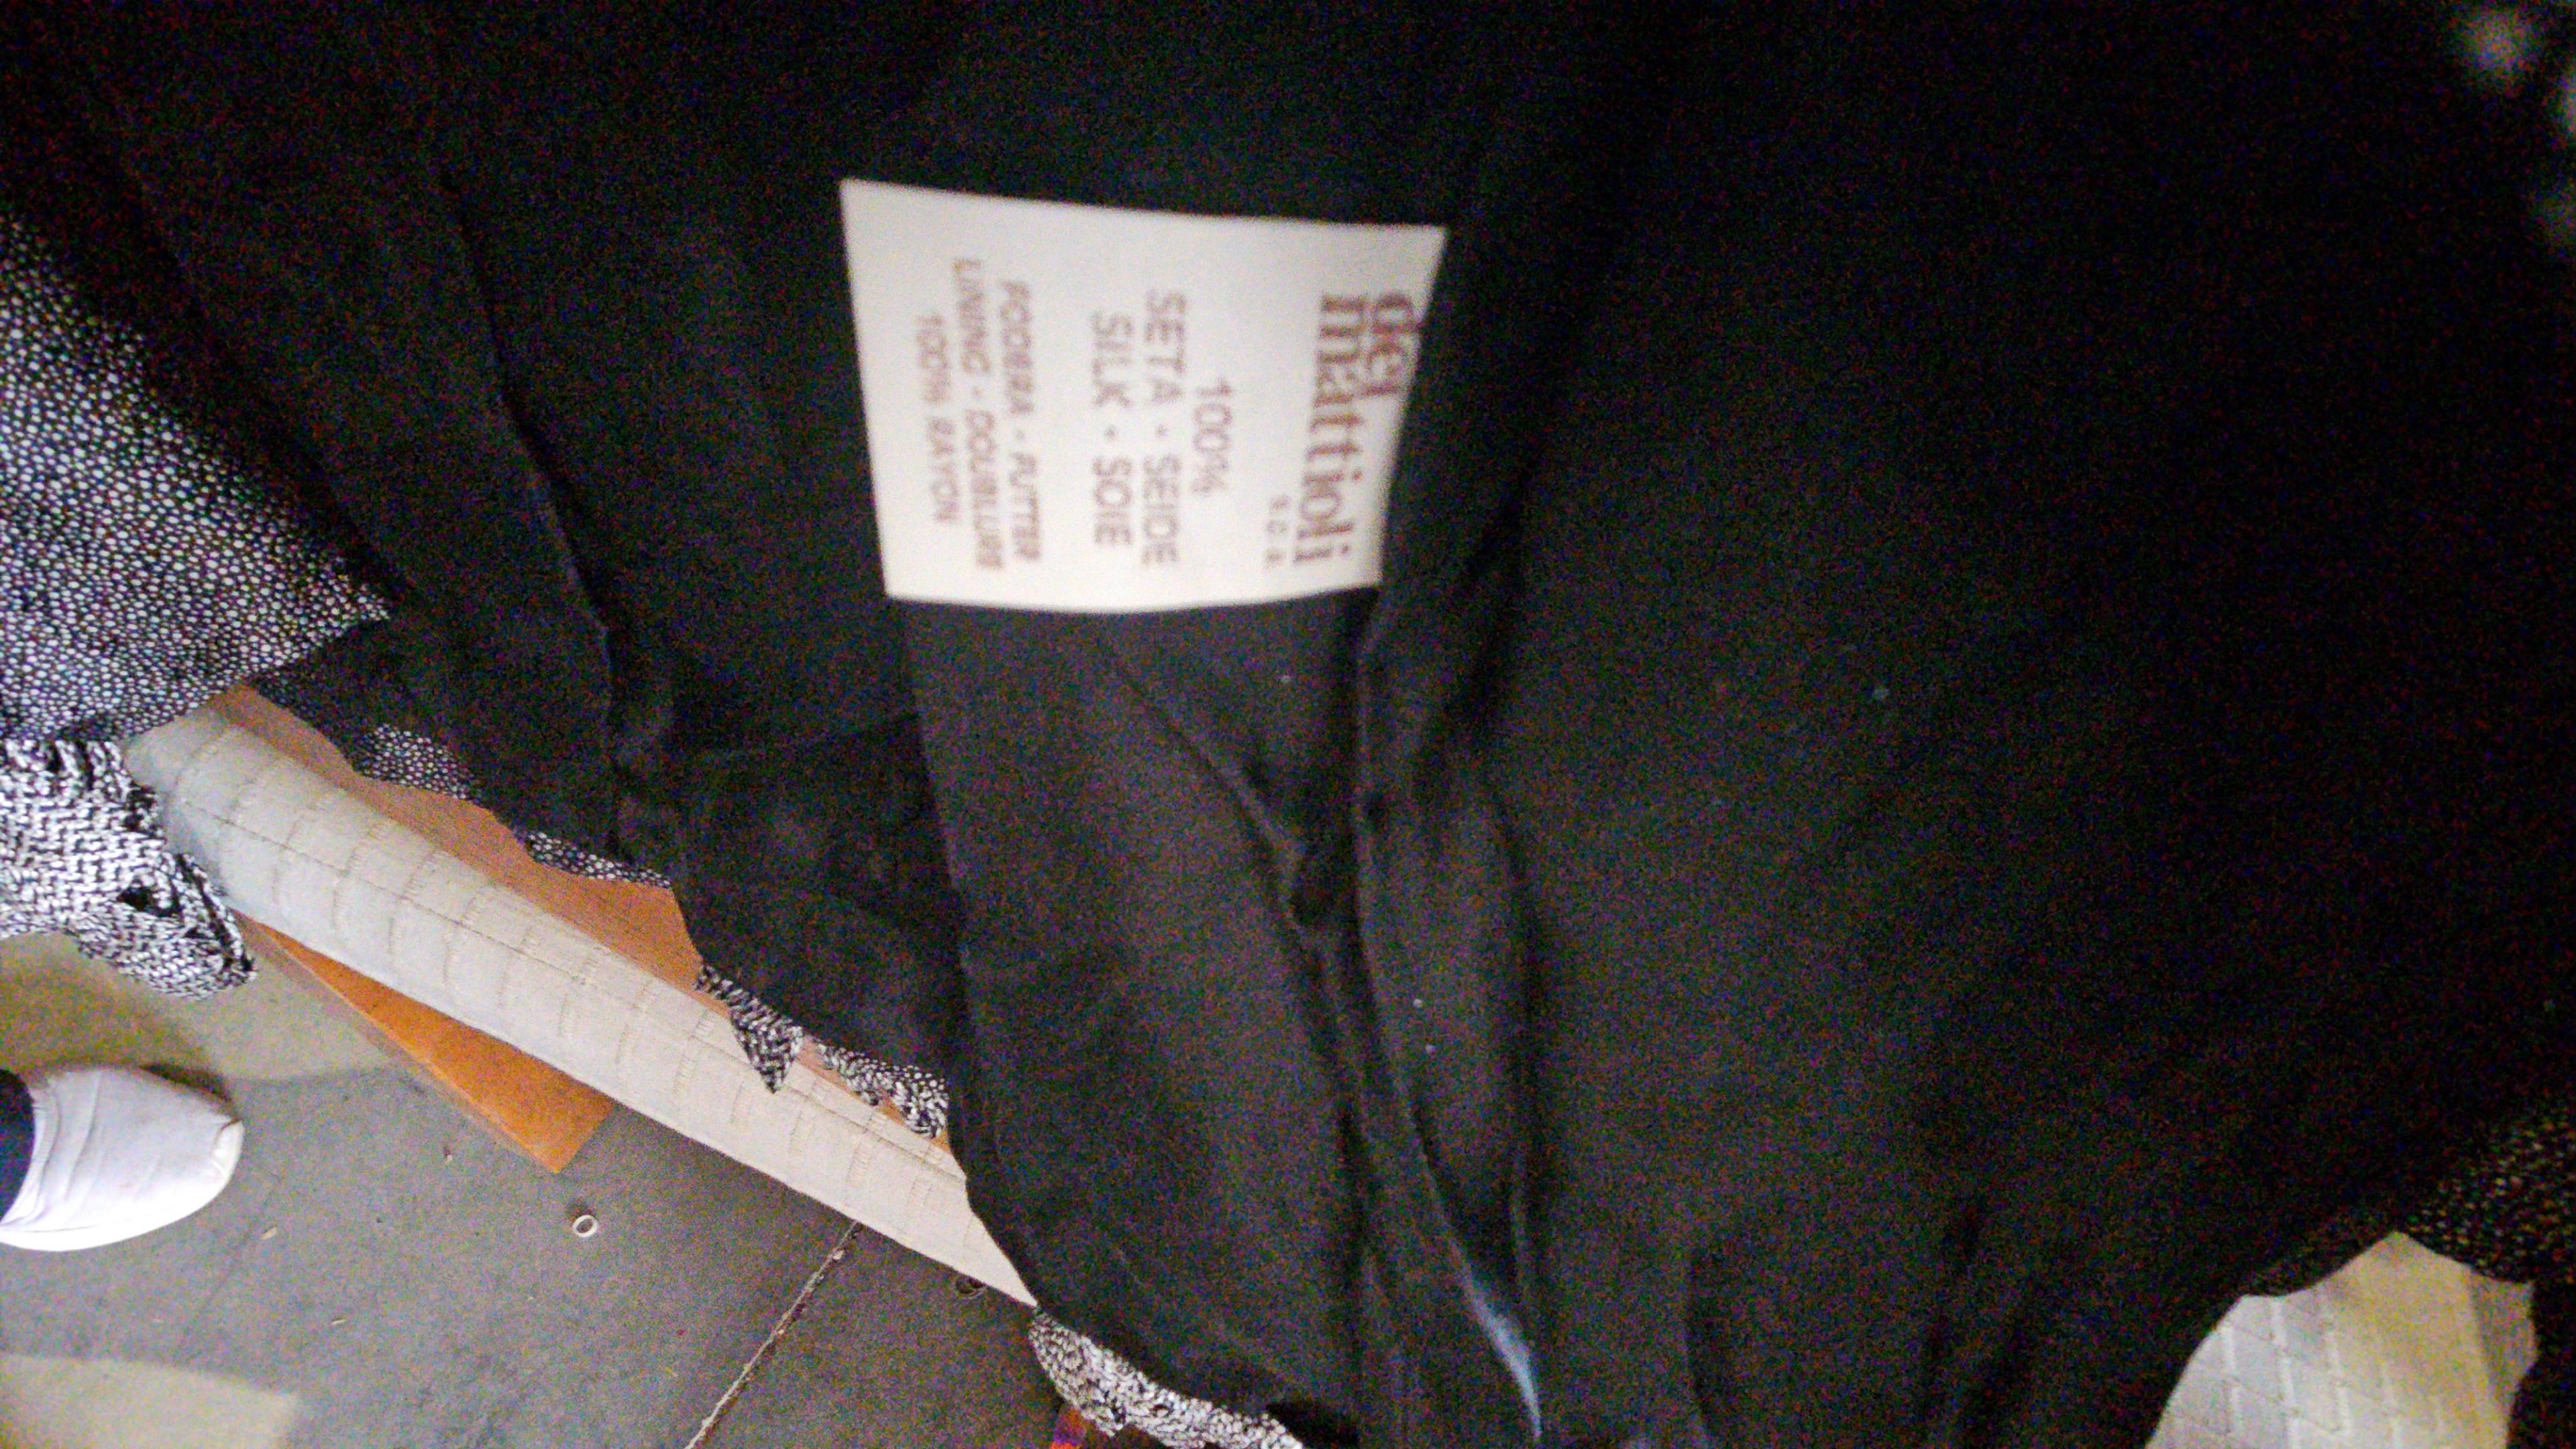 del
mattioli
100%
SETA • SEIDE
SILK • SOIE
FODERA - FUTTER
LINING - DOUBLURE
100% RAYON